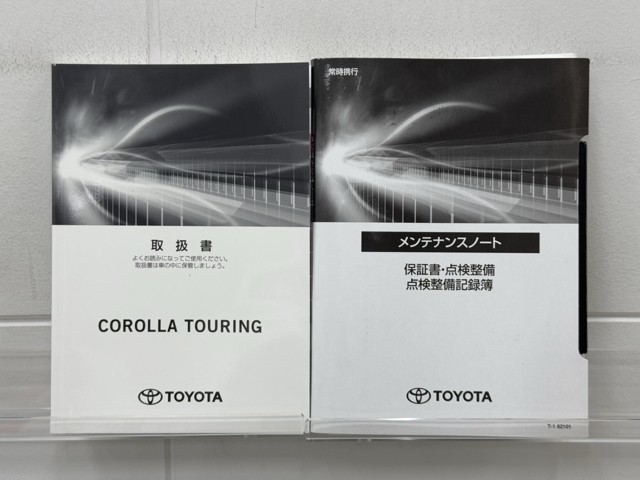 取扱書
よくお読みになってご使用ください。
取扱書は車の中に保管しましょう。
COROLLA TOURING
TOYOTA
常時携行
メンテナンスノート
保証書・点検整備
点検整備記録簿
TOYOTA
T-1 62101